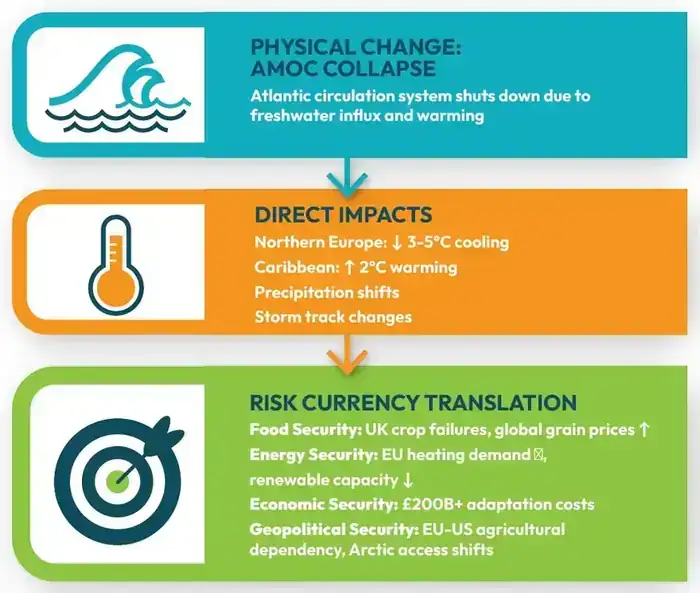 PHYSICAL CHANGE:
AMOC COLLAPSE
Atlantic circulation system shuts down due to
freshwater influx and warming
DIRECT IMPACTS
Northern Europe: ↓ 3-5°C cooling
Caribbean: ↑ 2°C warming
Precipitation shifts
Storm track changes
RISK CURRENCY TRANSLATION
Food Security: UK crop failures, global grain prices ↑
Energy Security: EU heating demand ⍰,
renewable capacity ↓
Economic Security: £200B+ adaptation costs
Geopolitical Security: EU-US agricultural
dependency, Arctic access shifts